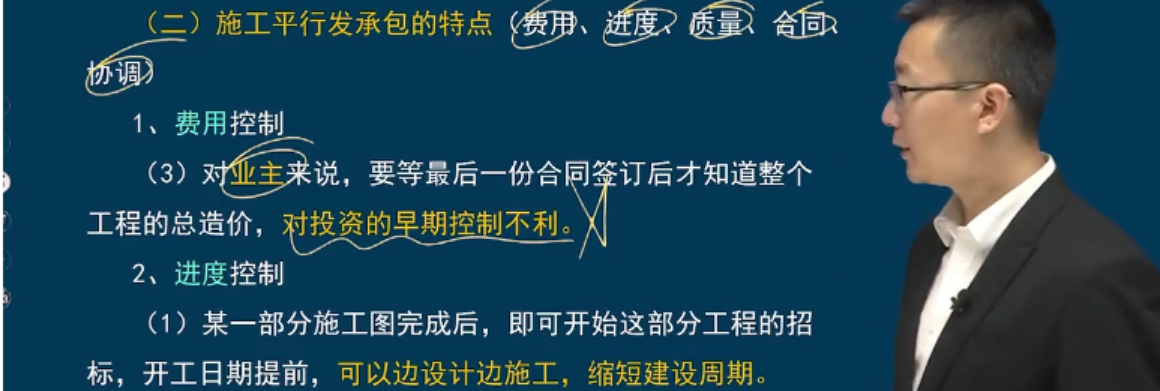 （二）施工平行发承包的特点（费用、进度、质量、合同、
协调）
1、费用控制
（3）对业主来说，要等最后一份合同签订后才知道整个
工程的总造价，对投资的早期控制不利。
2、进度控制
（1）某一部分施工图完成后，即可开始这部分工程的招
标，开工日期提前，可以边设计边施工，缩短建设周期。